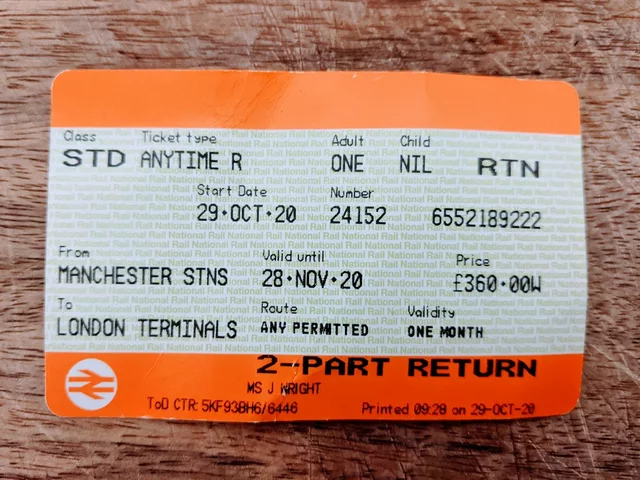 Class Ticket type Adult Child
STD ANYTIME R ONE NIL RTN
Start Date Number
29·OCT·20 24152 6552189222
From Valid until Price
MANCHESTER STNS 28·NOV·20 £360·00W
To Route Validity
LONDON TERMINALS ANY PERMITTED ONE MONTH
2-PART RETURN
MS J WRIGHT
ToD CTR: 5KF93BH6/6446 Printed 09:28 on 29-OCT-20